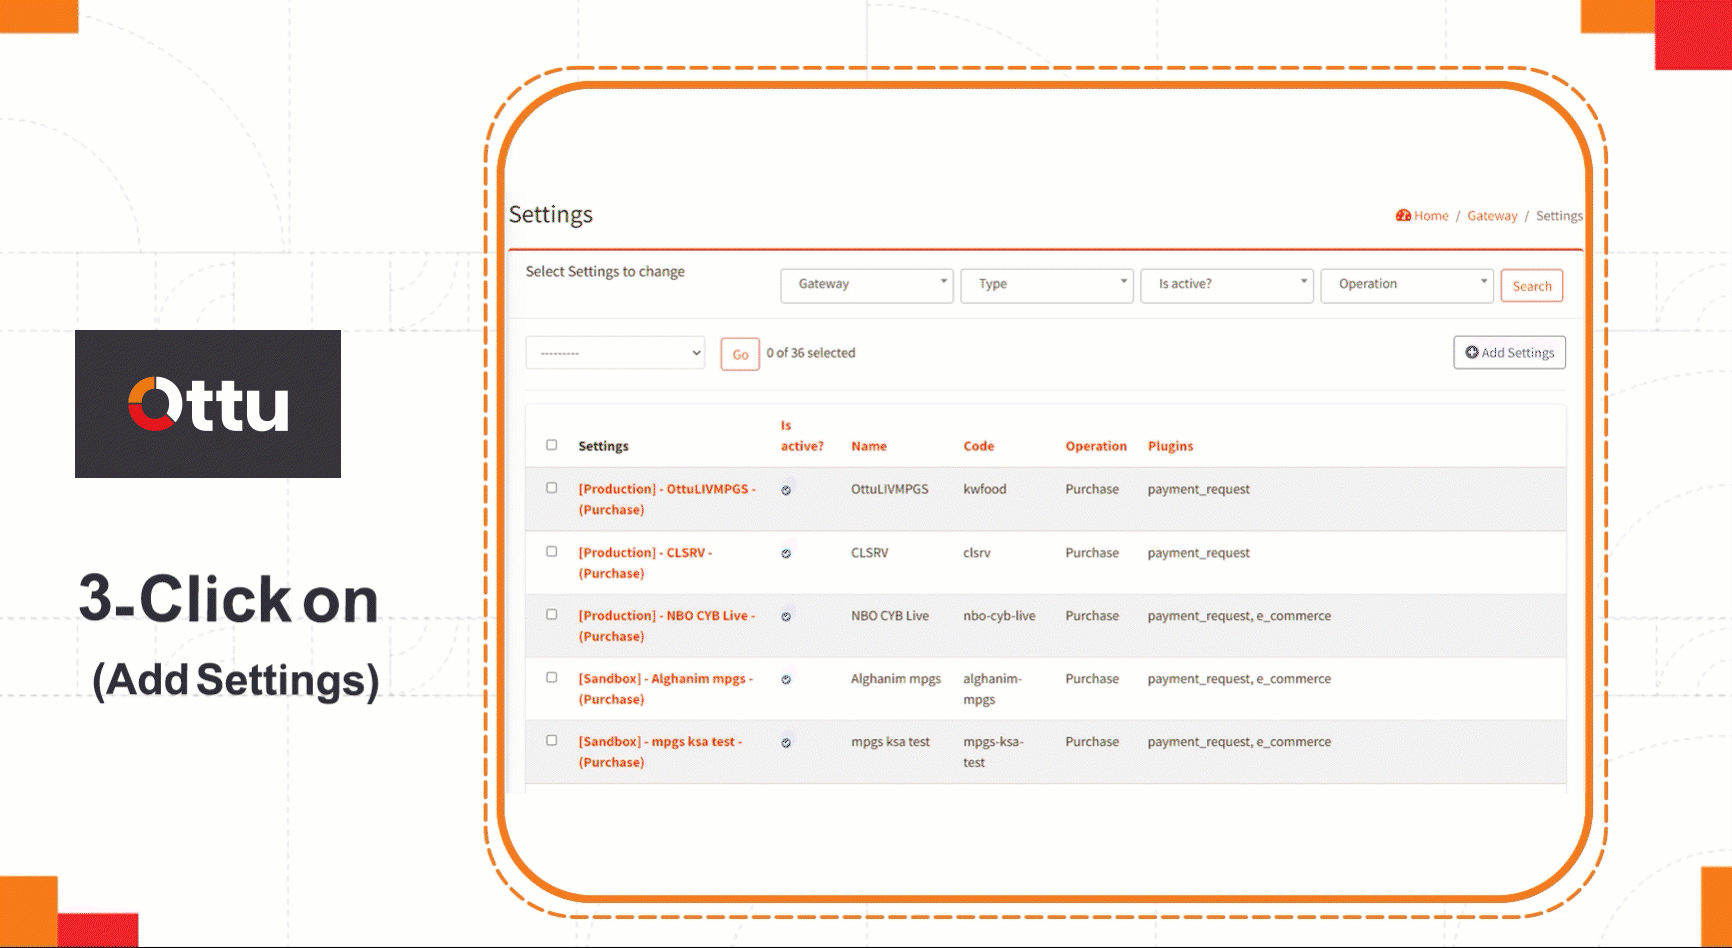 Ottu
3-Click on
(Add Settings)
Settings
Home / Gateway / Settings
Select Settings to change
Gateway
Type
Is active?
Operation
Search
---------
Go
0 of 36 selected
Add Settings
Settings
Is active?
Name
Code
Operation
Plugins
[Production] - OttuLIVMPGS -
(Purchase)
OttuLIVMPGS
kwfood
Purchase
payment_request
[Production] - CLSRV -
(Purchase)
CLSRV
clsrv
Purchase
payment_request
[Production] - NBO CYB Live -
(Purchase)
NBO CYB Live
nbo-cyb-live
Purchase
payment_request, e_commerce
[Sandbox] - Alghanim mpgs -
(Purchase)
Alghanim mpgs
alghanim-
mpgs
Purchase
payment_request, e_commerce
[Sandbox] - mpgs ksa test -
(Purchase)
mpgs ksa test
mpgs-ksa-
test
Purchase
payment_request, e_commerce